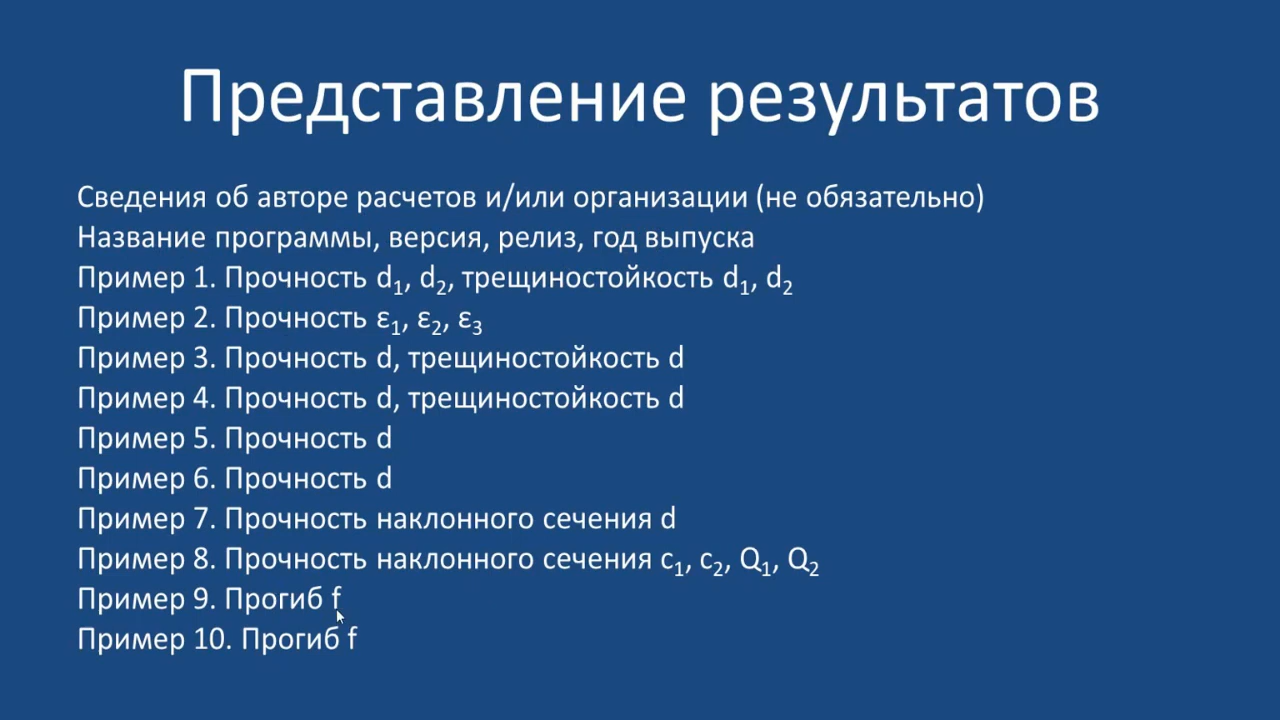 Представление результатов
Сведения об авторе расчетов и/или организации (не обязательно)
Название программы, версия, релиз, год выпуска
Пример 1. Прочность d₁, d₂, трещиностойкость d₁, d₂
Пример 2. Прочность ε₁, ε₂, ε₃
Пример 3. Прочность d, трещиностойкость d
Пример 4. Прочность d, трещиностойкость d
Пример 5. Прочность d
Пример 6. Прочность d
Пример 7. Прочность наклонного сечения d
Пример 8. Прочность наклонного сечения c₁, c₂, Q₁, Q₂
Пример 9. Прогиб f
Пример 10. Прогиб f